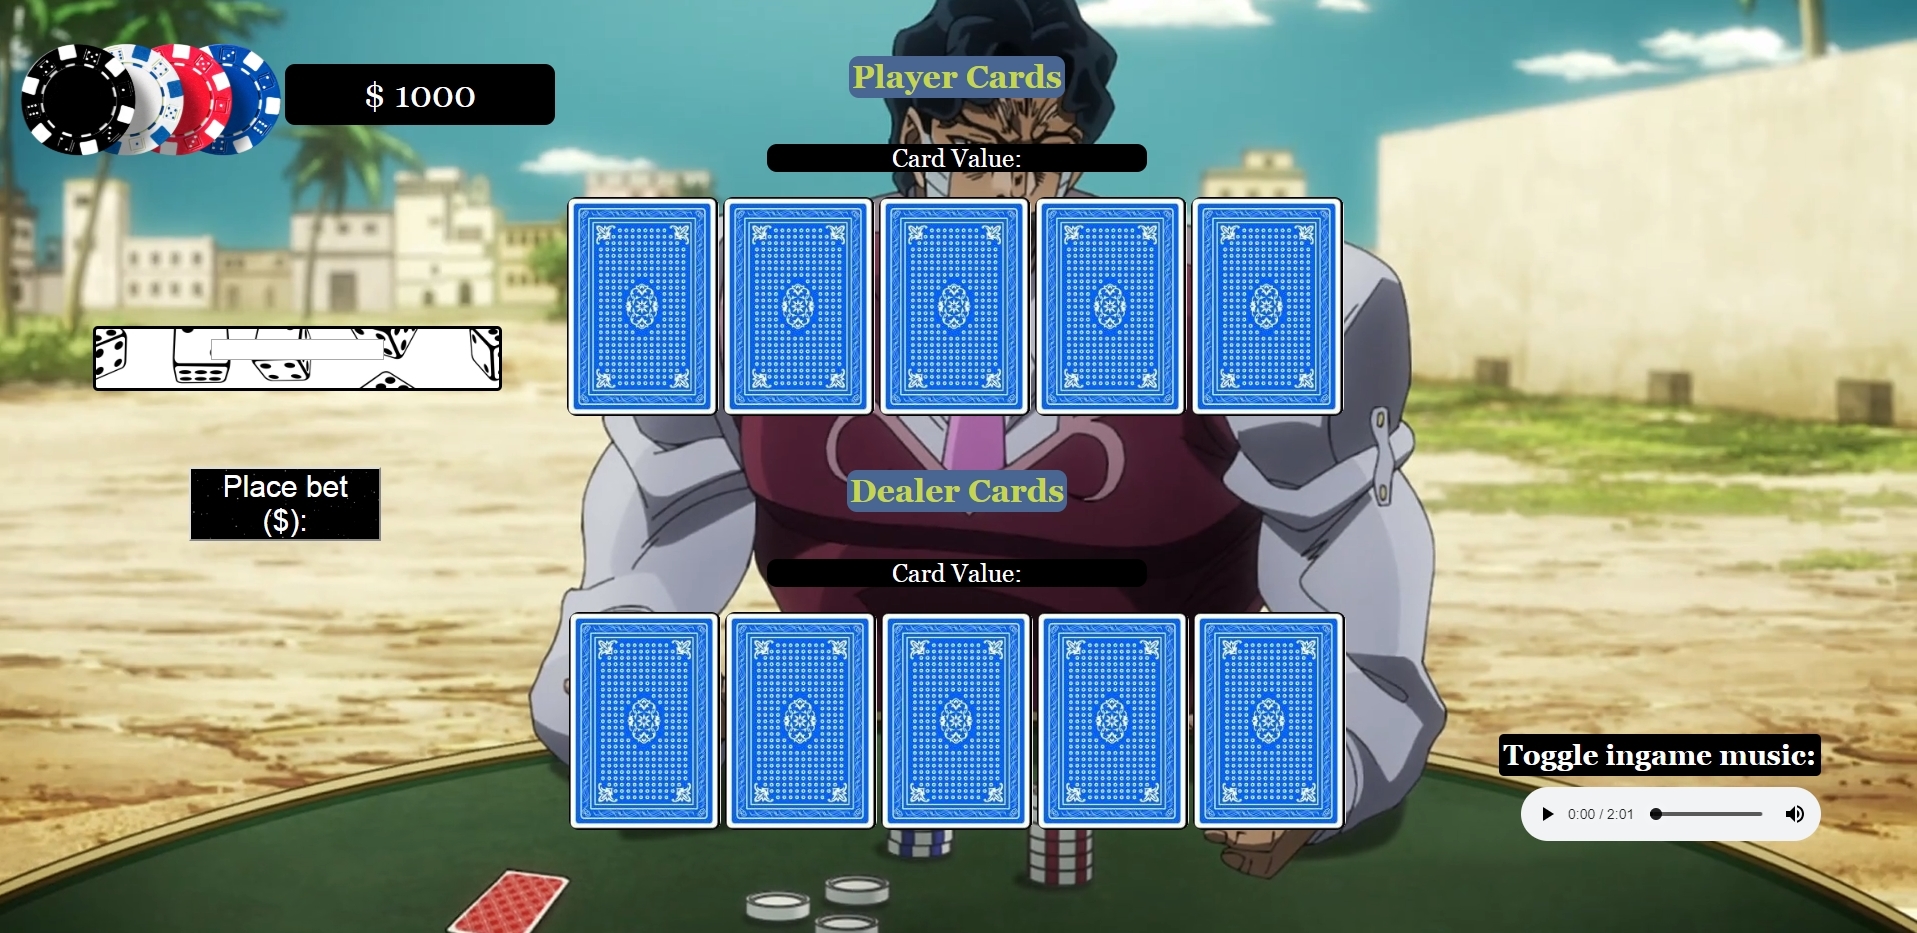 $ 1000
Player Cards
Card Value:
Place bet
($):
Dealer Cards
Card Value:
Toggle ingame music:
0:00 / 2:01